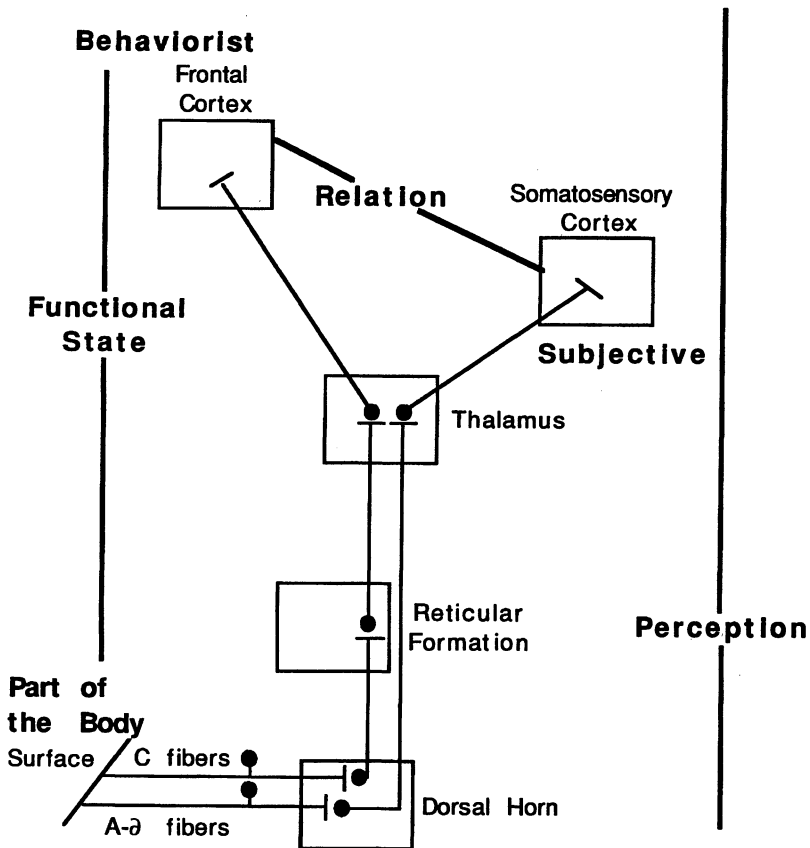 Behaviorist
Frontal
Cortex
Relation
Somatosensory
Cortex
Functional
State
Subjective
Thalamus
Reticular
Formation
Perception
Part of
the Body
Surface
C fibers
Dorsal Horn
A-∂ fibers